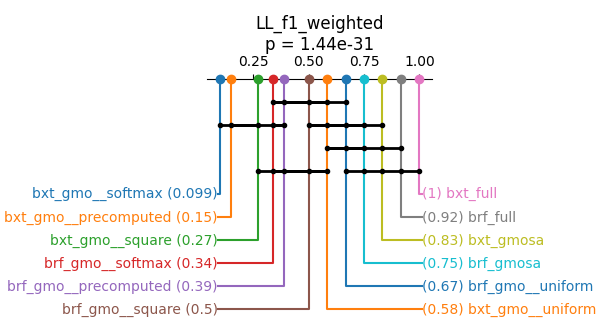 LL_f1_weighted
p = 1.44e-31
0.25 0.50 0.75 1.00
bxt_gmo__softmax (0.099) (1) bxt_full
bxt_gmo__precomputed (0.15) (0.92) brf_full
bxt_gmo__square (0.27) (0.83) bxt_gmosa
brf_gmo__softmax (0.34) (0.75) brf_gmosa
brf_gmo__precomputed (0.39) (0.67) brf_gmo__uniform
brf_gmo__square (0.5) (0.58) bxt_gmo__uniform